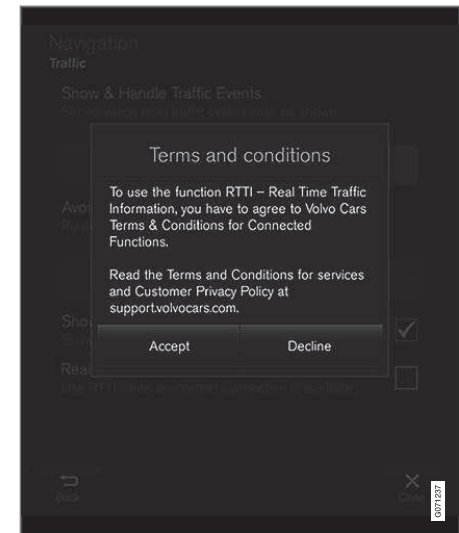 Navigation
Traffic
Show & Handle Traffic Events
Terms and conditions
To use the function RTTI – Real Time Traffic
Information, you have to agree to Volvo Cars
Terms & Conditions for Connected
Functions.
Read the Terms and Conditions for services
and Customer Privacy Policy at
support.volvocars.com.
Accept
Decline
Back
Close
G071237